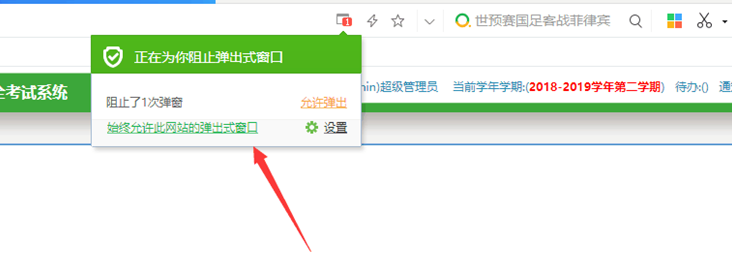 1
世预赛国足客战菲律宾
正在为你阻止弹出式窗口
全考试系统
min)超级管理员 当前学年学期:(2018-2019学年第二学期) 待办:() 通
阻止了1次弹窗 允许弹出
始终允许此网站的弹出式窗口 设置